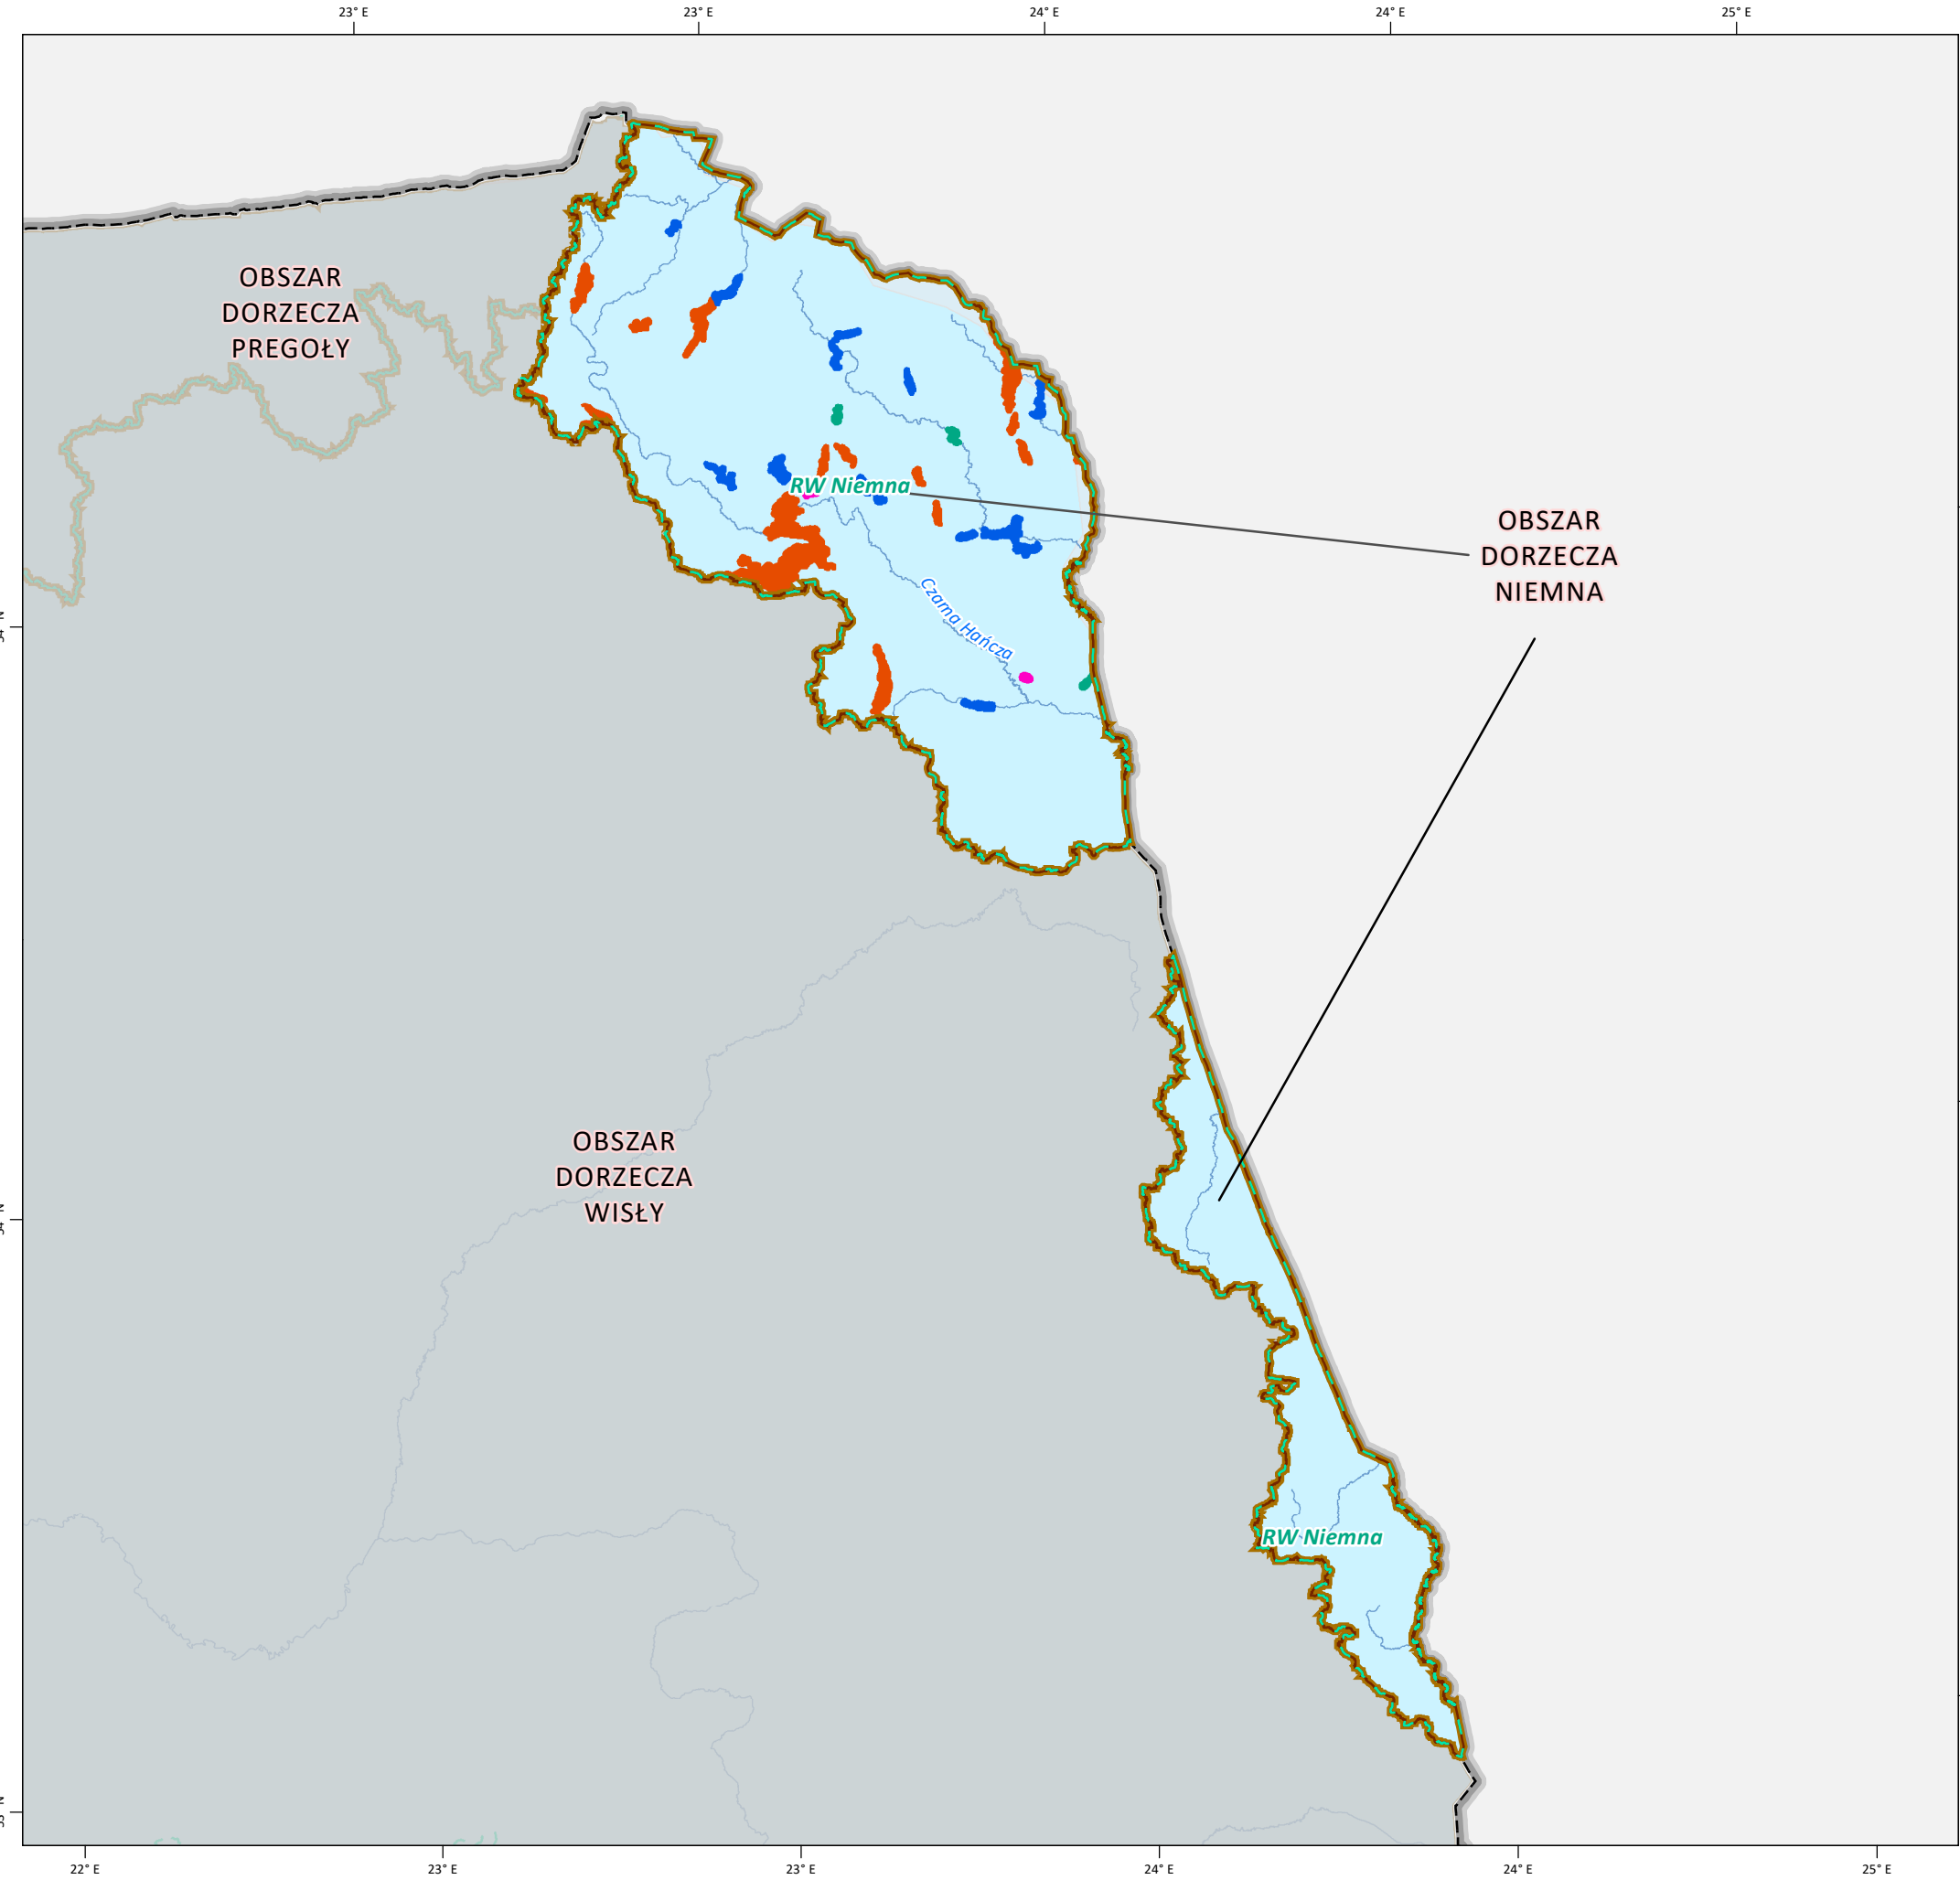 23° E
23° E
24° E
24° E
25° E
OBSZAR
DORZECZA
PREGOŁY
RW Niemna
OBSZAR
DORZECZA
NIEMNA
Czarna Hańcza
OBSZAR
DORZECZA
WISŁY
RW Niemna
22° E
23° E
23° E
24° E
24° E
25° E